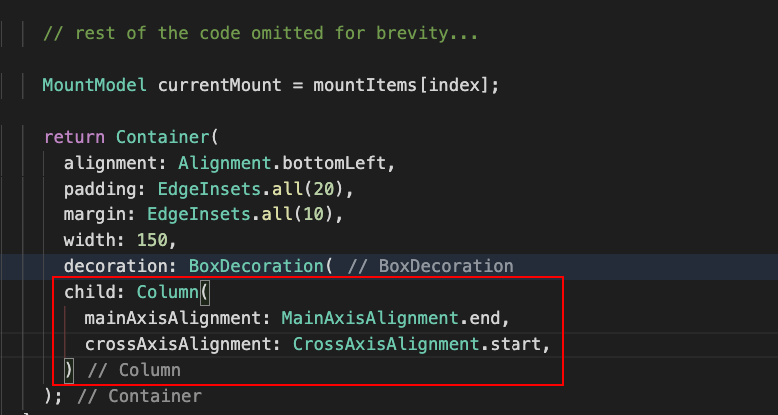 // rest of the code omitted for brevity...
MountModel currentMount = mountItems[index];
return Container(
alignment: Alignment.bottomLeft,
padding: EdgeInsets.all(20),
margin: EdgeInsets.all(10),
width: 150,
decoration: BoxDecoration( // BoxDecoration
child: Column(
mainAxisAlignment: MainAxisAlignment.end,
crossAxisAlignment: CrossAxisAlignment.start,
) // Column
); // Container